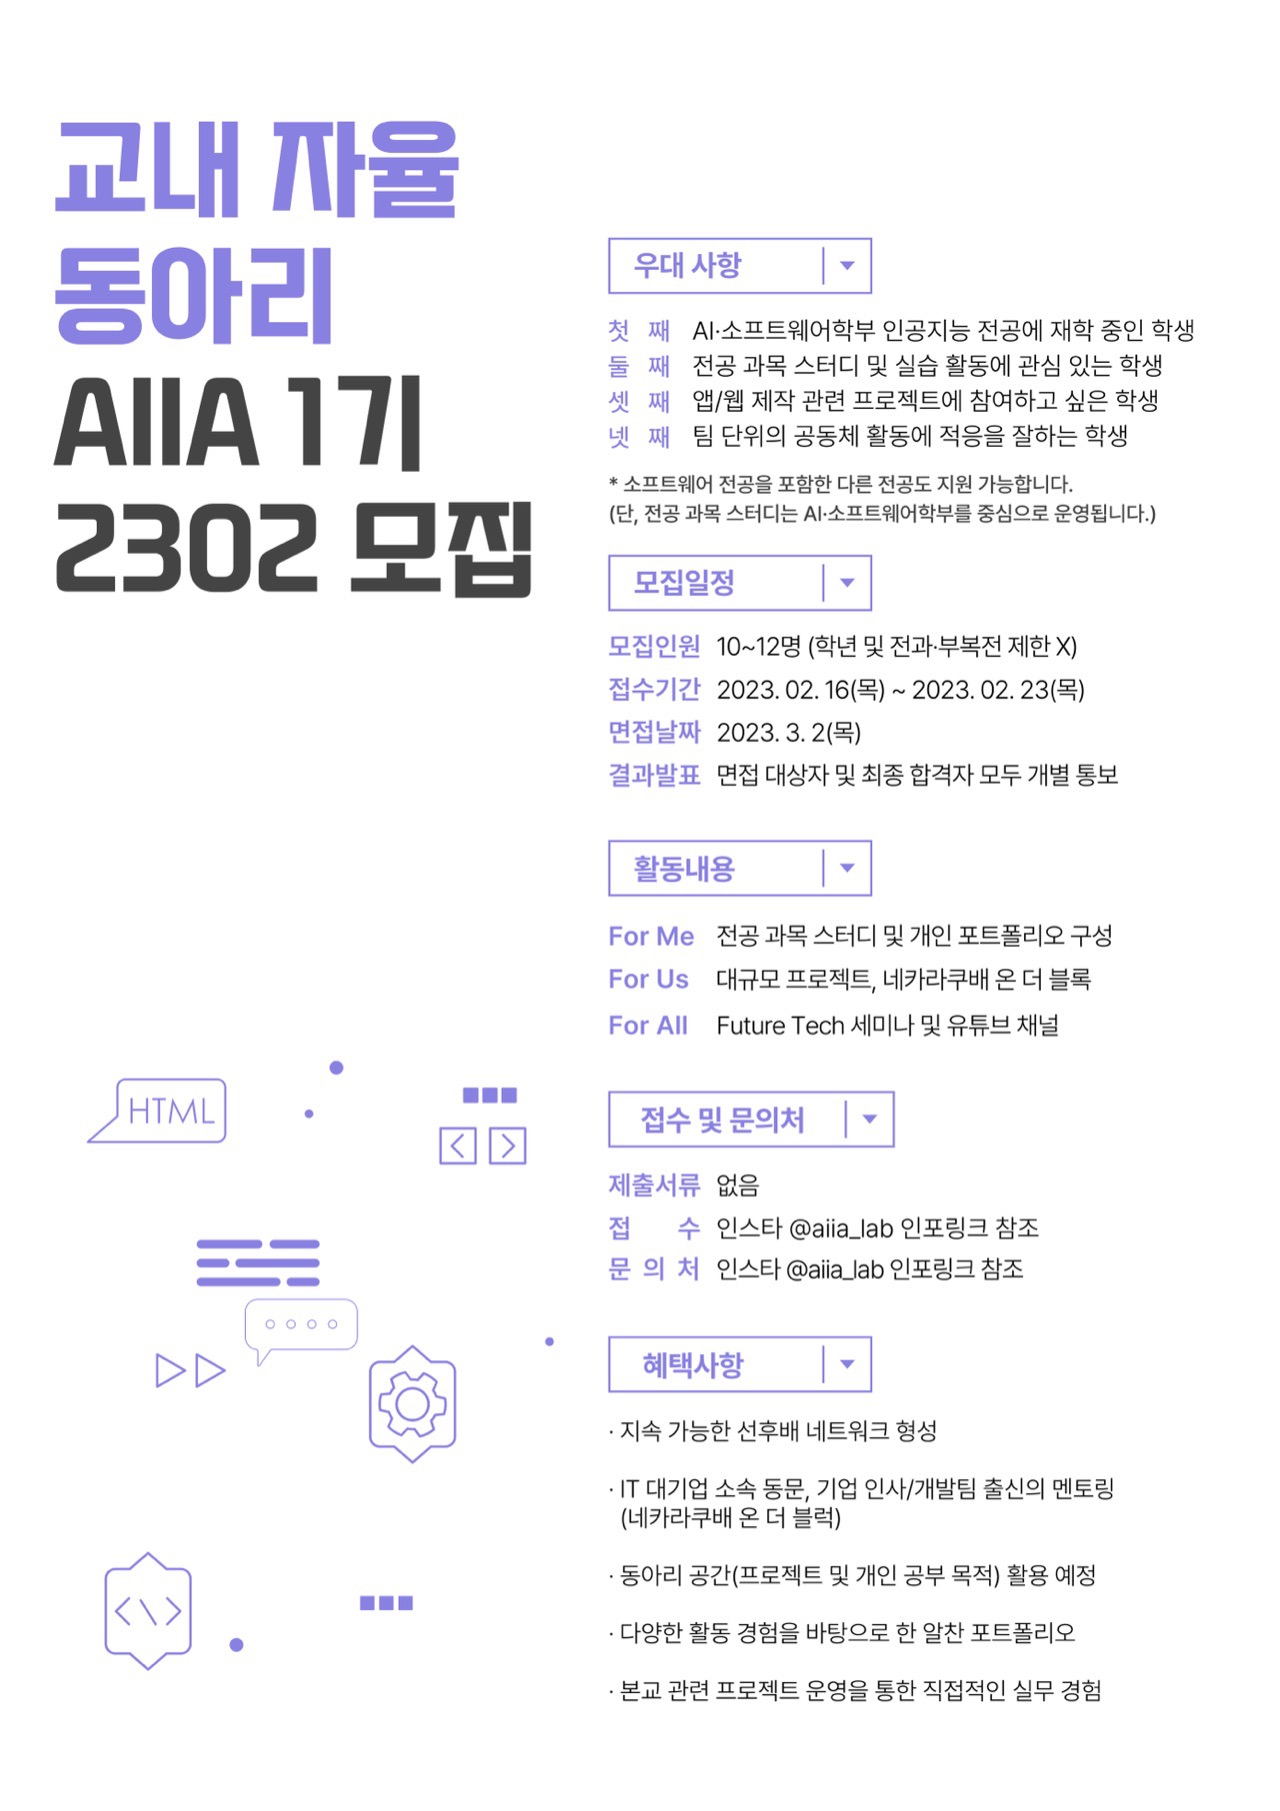 교내 자율
동아리
AIIA 1기
2302 모집
우대 사항
첫 째 AI·소프트웨어학부 인공지능 전공에 재학 중인 학생
둘 째 전공 과목 스터디 및 실습 활동에 관심 있는 학생
셋 째 앱/웹 제작 관련 프로젝트에 참여하고 싶은 학생
넷 째 팀 단위의 공동체 활동에 적응을 잘하는 학생
* 소프트웨어 전공을 포함한 다른 전공도 지원 가능합니다.
(단, 전공 과목 스터디는 AI·소프트웨어학부를 중심으로 운영됩니다.)
모집일정
모집인원 10~12명 (학년 및 전과·부복전 제한 X)
접수기간 2023. 02. 16(목) ~ 2023. 02. 23(목)
면접날짜 2023. 3. 2(목)
결과발표 면접 대상자 및 최종 합격자 모두 개별 통보
활동내용
For Me 전공 과목 스터디 및 개인 포트폴리오 구성
For Us 대규모 프로젝트, 네카라쿠배 온 더 블록
For All Future Tech 세미나 및 유튜브 채널
접수 및 문의처
제출서류 없음
접 수 인스타 @aiia_lab 인포링크 참조
문 의 처 인스타 @aiia_lab 인포링크 참조
혜택사항
· 지속 가능한 선후배 네트워크 형성
· IT 대기업 소속 동문, 기업 인사/개발팀 출신의 멘토링
(네카라쿠배 온 더 블럭)
· 동아리 공간(프로젝트 및 개인 공부 목적) 활용 예정
· 다양한 활동 경험을 바탕으로 한 알찬 포트폴리오
· 본교 관련 프로젝트 운영을 통한 직접적인 실무 경험
HTML